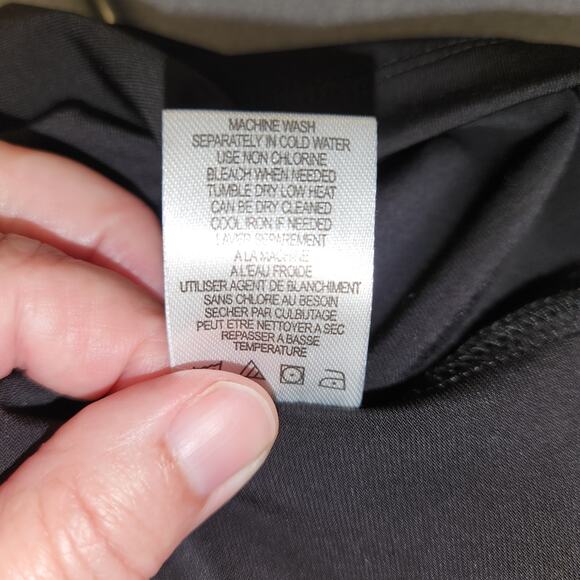 MACHINE WASH
SEPARATELY IN COLD WATER
USE NON CHLORINE
BLEACH WHEN NEEDED
TUMBLE DRY LOW HEAT
CAN BE DRY CLEANED
COOL IRON IF NEEDED
LAVER SEPAREMENT
A LA MACHINE
A L'EAU FROIDE
UTILISER AGENT DE BLANCHIMENT
SANS CHLORE AU BESOIN
SECHER PAR CULBUTAGE
PEUT ETRE NETTOYER A SEC
REPASSER A BASSE
TEMPERATURE